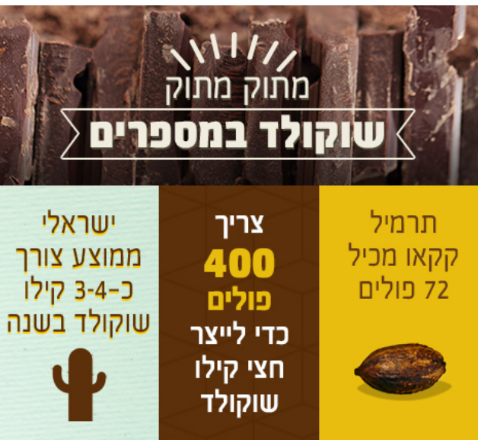 מתוק מתוק
שוקולד במספרים
תרמיל
קקאו מכיל
72 פולים
צריך
400
פולים
כדי לייצר
חצי קילו
שוקולד
ישראלי
ממוצע צורך
כ-3-4 קילו
שוקולד בשנה